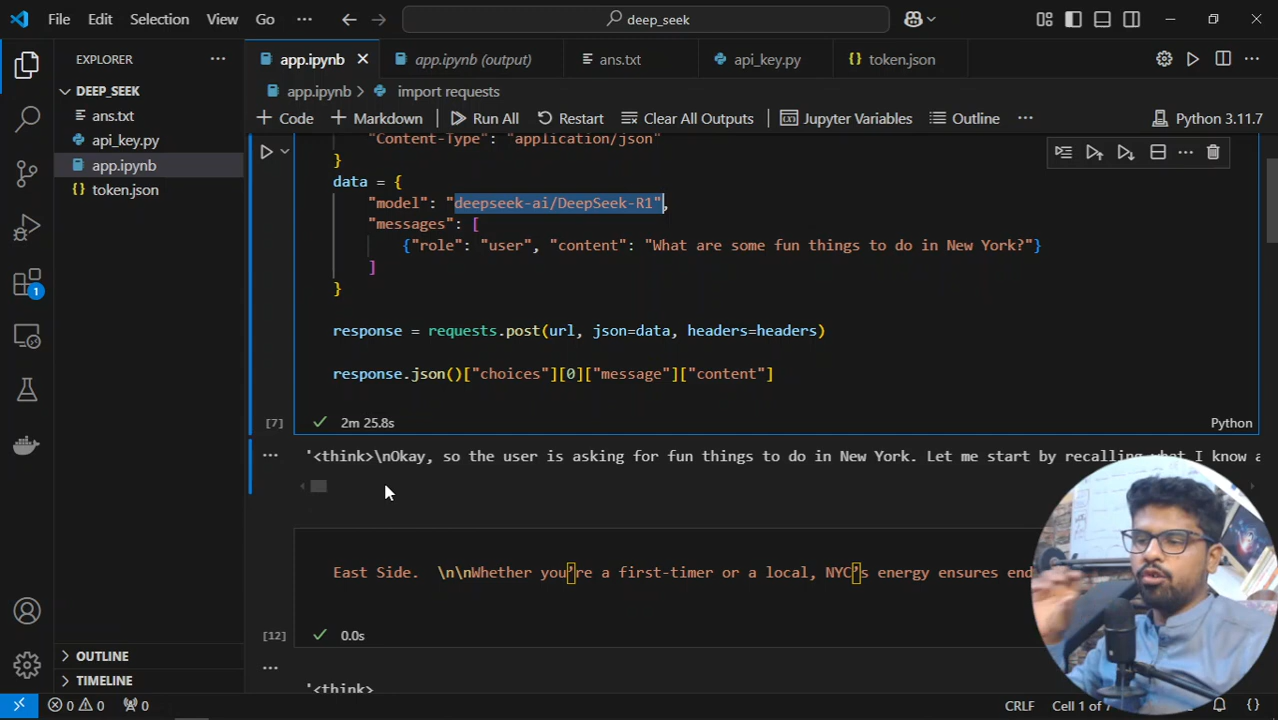 File Edit Selection View Go ··· deep_seek
EXPLORER ···
app.ipynb
app.ipynb (output)
ans.txt
api_key.py
token.json
DEEP_SEEK
ans.txt
api_key.py
app.ipynb
token.json
app.ipynb > import requests
+ Code + Markdown Run All Restart Clear All Outputs Jupyter Variables Outline ··· Python 3.11.7
"Content-Type": "application/json"
}
data = {
"model": "deepseek-ai/DeepSeek-R1",
"messages": [
{"role": "user", "content": "What are some fun things to do in New York?"}
]
}
response = requests.post(url, json=data, headers=headers)
response.json()["choices"][0]["message"]["content"]
[7] 2m 25.8s Python
'<think>\nOkay, so the user is asking for fun things to do in New York. Let me start by recalling what I know a
East Side.  \n\nWhether you’re a first-timer or a local, NYC’s energy ensures end
[12] 0.0s
'<think>
OUTLINE
TIMELINE
1
0 0 0 CRLF Cell 1 of 7